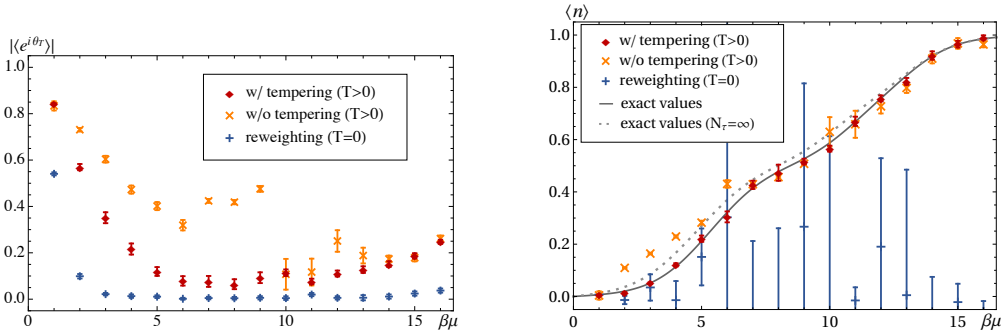 |⟨e^{iθ_T}⟩|
1.0
0.8
0.6
0.4
0.2
0.0
w/ tempering (T>0)
w/o tempering (T>0)
reweighting (T=0)
0 5 10 15 βμ
⟨n⟩
1.0
0.8
0.6
0.4
0.2
0.0
w/ tempering (T>0)
w/o tempering (T>0)
reweighting (T=0)
exact values
exact values (N_τ=∞)
0 5 10 15 βμ